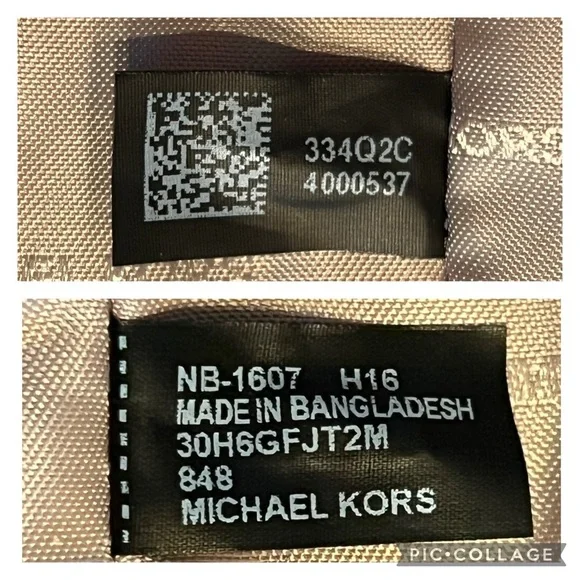 334Q2C
4000537
NB-1607 H16
MADE IN BANGLADESH
30H6GFJT2M
848
MICHAEL KORS
PIC•COLLAGE